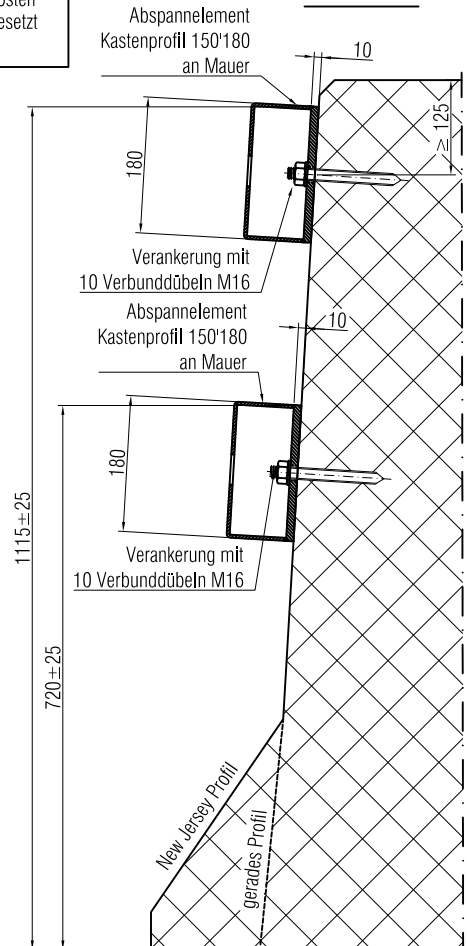 esetzt
Abspannelement
Kastenprofil 150'180
an Mauer
10
≥ 125
180
Verankerung mit
10 Verbunddübeln M16
Abspannelement
Kastenprofil 150'180
an Mauer
10
180
Verankerung mit
10 Verbunddübeln M16
1115±25
720±25
New Jersey Profil
gerades Profil